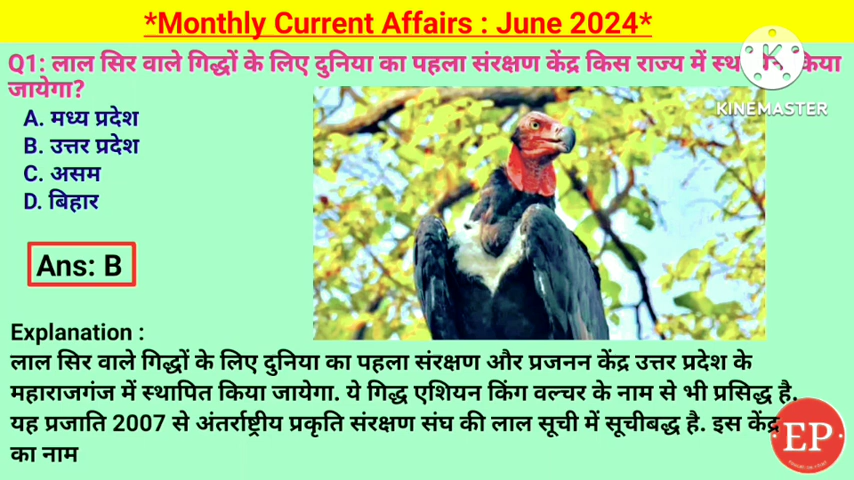 *Monthly Current Affairs : June 2024*
Q1: लाल सिर वाले गिद्धों के लिए दुनिया का पहला संरक्षण केंद्र किस राज्य में किया
जायेगा?
A. मध्य प्रदेश
B. उत्तर प्रदेश
C. असम
D. बिहार
KINEMASTER
Ans: B
Explanation :
लाल सिर वाले गिद्धों के लिए दुनिया का पहला संरक्षण और प्रजनन केंद्र उत्तर प्रदेश के
महाराजगंज में स्थापित किया जायेगा. ये गिद्ध एशियन किंग वल्चर के नाम से भी प्रसिद्ध है.
यह प्रजाति 2007 से अंतर्राष्ट्रीय प्रकृति संरक्षण संघ की लाल सूची में सूचीबद्ध है. इस केंद्र
का नाम
EP